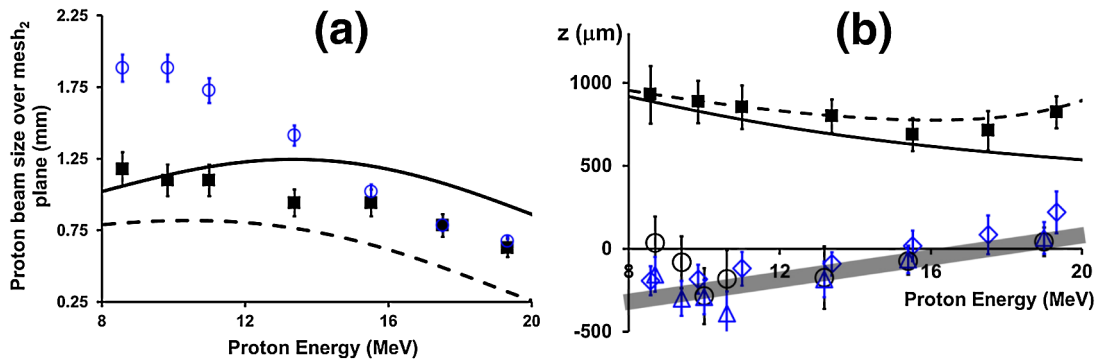 (a)
2.25
1.75
1.25
0.75
0.25
8
12
16
20
Proton beam size over mesh₂
plane (mm)
Proton Energy (MeV)
(b)
z (μm)
1000
500
0
-500
8
12
16
20
Proton Energy (MeV)